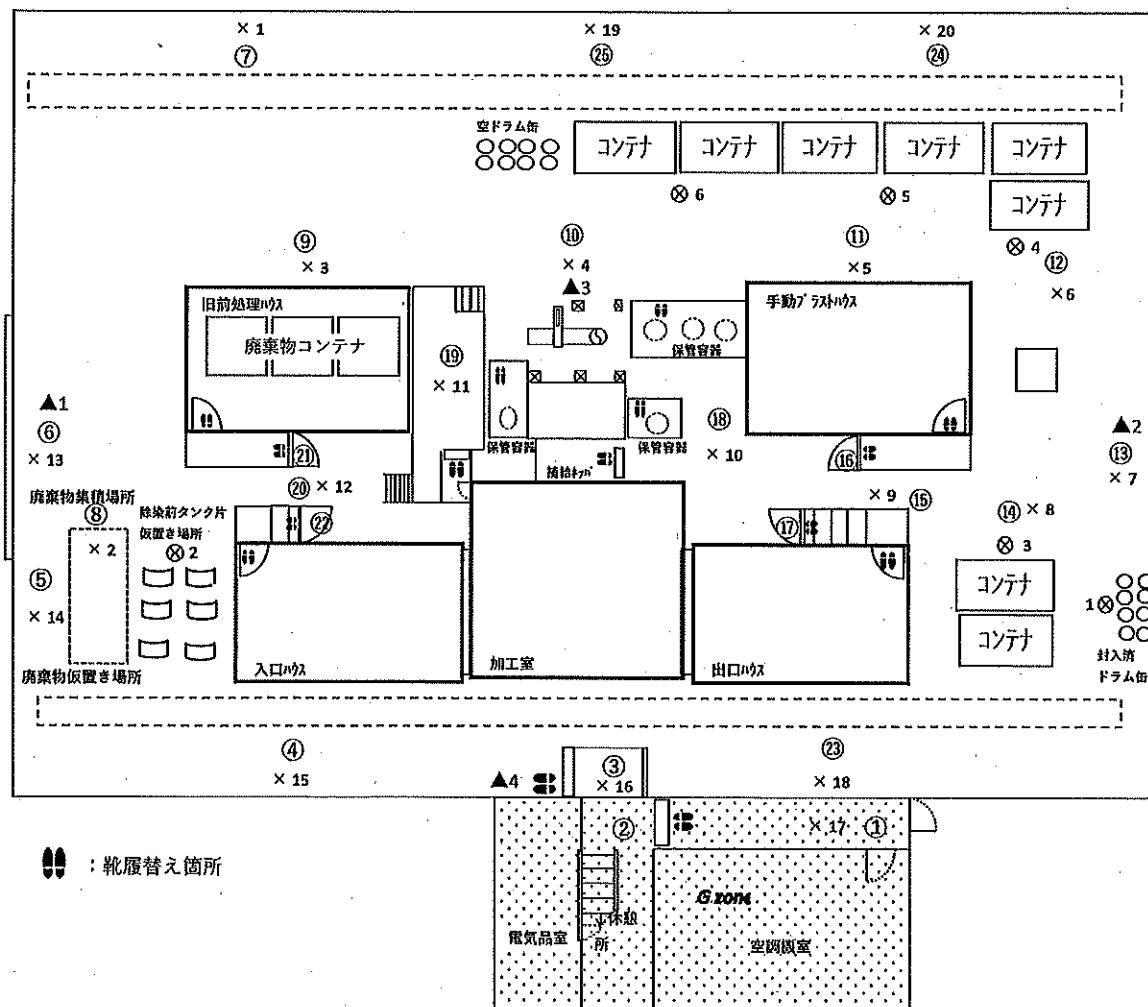 × 1
× 19
× 20
⑦
㉕
㉔
空ドラム缶
コンテナ
コンテナ
コンテナ
コンテナ
コンテナ
コンテナ
⊗ 6
⊗ 5
⊗ 4
⑨
⑩
⑪
⑫
× 3
× 4
× 5
× 6
▲3
旧前処理ハウス
手動ブラストハウス
廃棄物コンテナ
保管容器
⑲
× 11
▲1
⑥
× 13
⑱
× 10
▲2
⑬
× 7
保管容器
保管容器
㉑
⑯
⑳
× 12
× 9
⑮
廃棄物集積場所
⑧
除染前タンク片
仮置き場所
㉒
⑰
⑭
× 8
× 2
⊗ 2
⊗ 3
⑤
× 14
コンテナ
コンテナ
1⊗
封入済
ドラム缶
廃棄物仮置き場所
入口ハウス
加工室
出口ハウス
④
× 15
③
× 16
▲4
㉓
× 18
②
× 17
①
：靴履替え箇所
G zone
電気品室
休憩
所